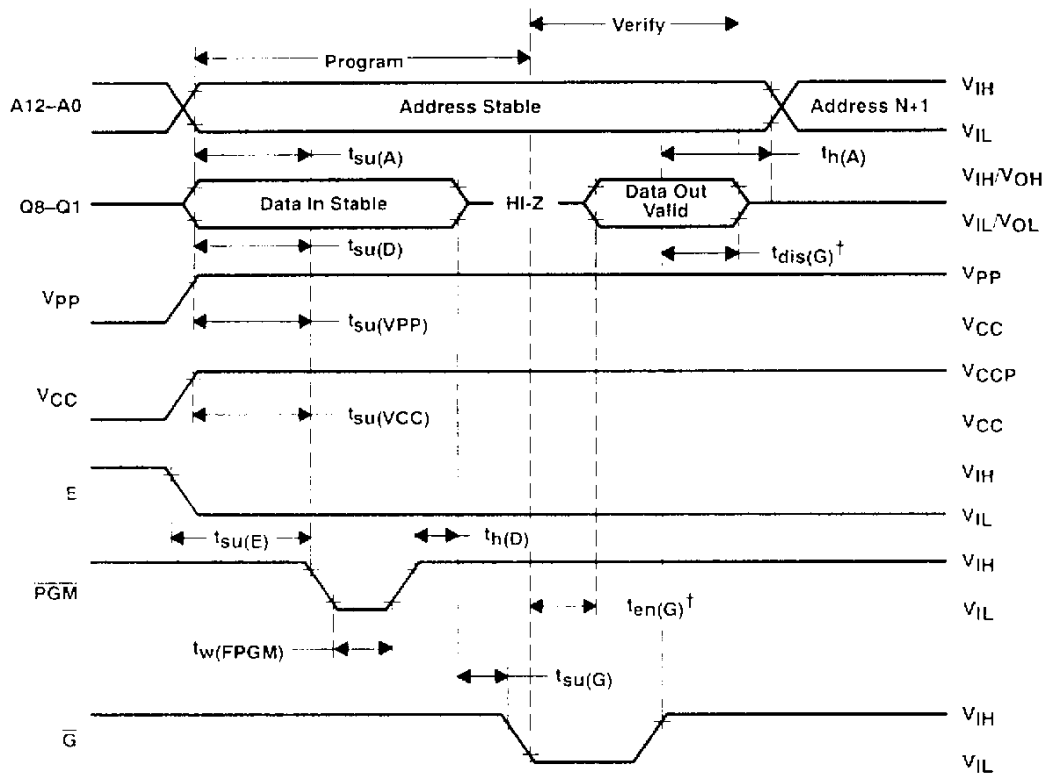 Verify
Program
A12–A0
Address Stable
Address N+1
VIH
VIL
tsu(A)
th(A)
Q8–Q1
Data In Stable
HI-Z
Data Out
Valid
VIH/VOH
VIL/VOL
tsu(D)
tdis(G)†
VPP
VPP
tsu(VPP)
VCC
VCC
VCCP
tsu(VCC)
VCC
E
VIH
VIL
tsu(E)
th(D)
PGM
VIH
VIL
ten(G)†
tw(FPGM)
tsu(G)
G
VIH
VIL